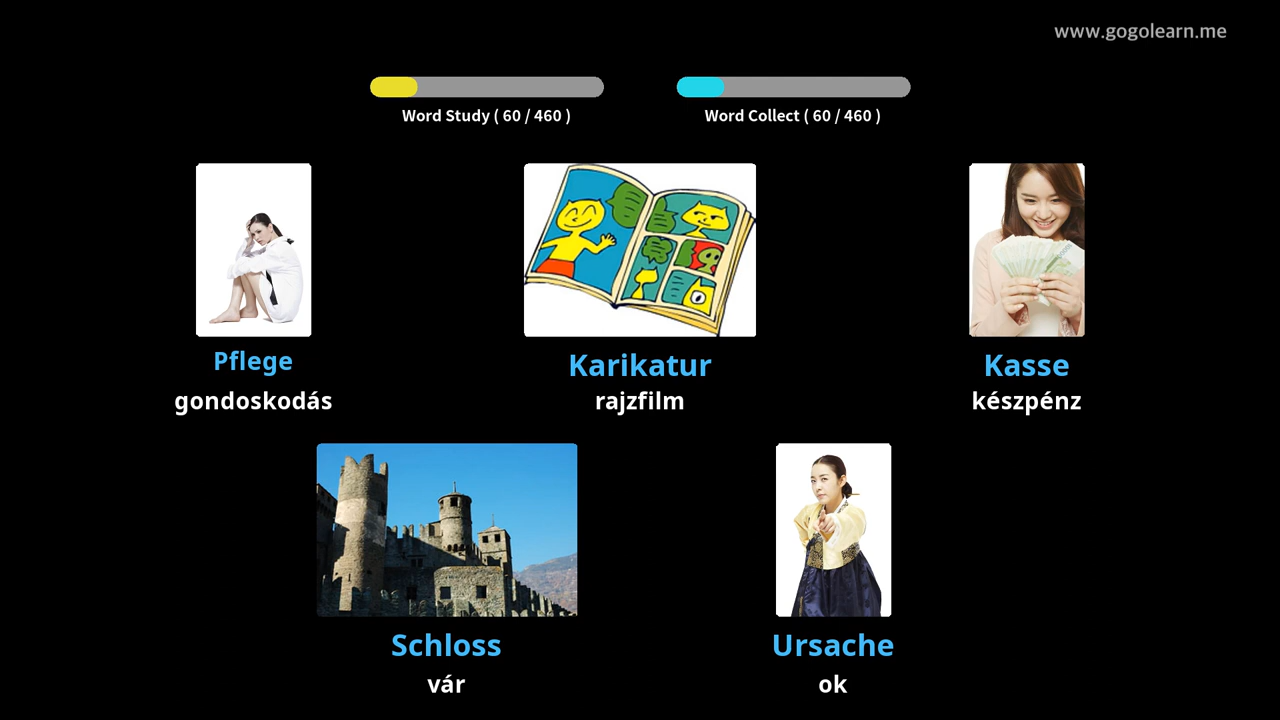 www.gogolearn.me
Word Study ( 60 / 460 )
Word Collect ( 60 / 460 )
Pflege
gondoskodás
Karikatur
rajzfilm
Kasse
készpénz
Schloss
vár
Ursache
ok